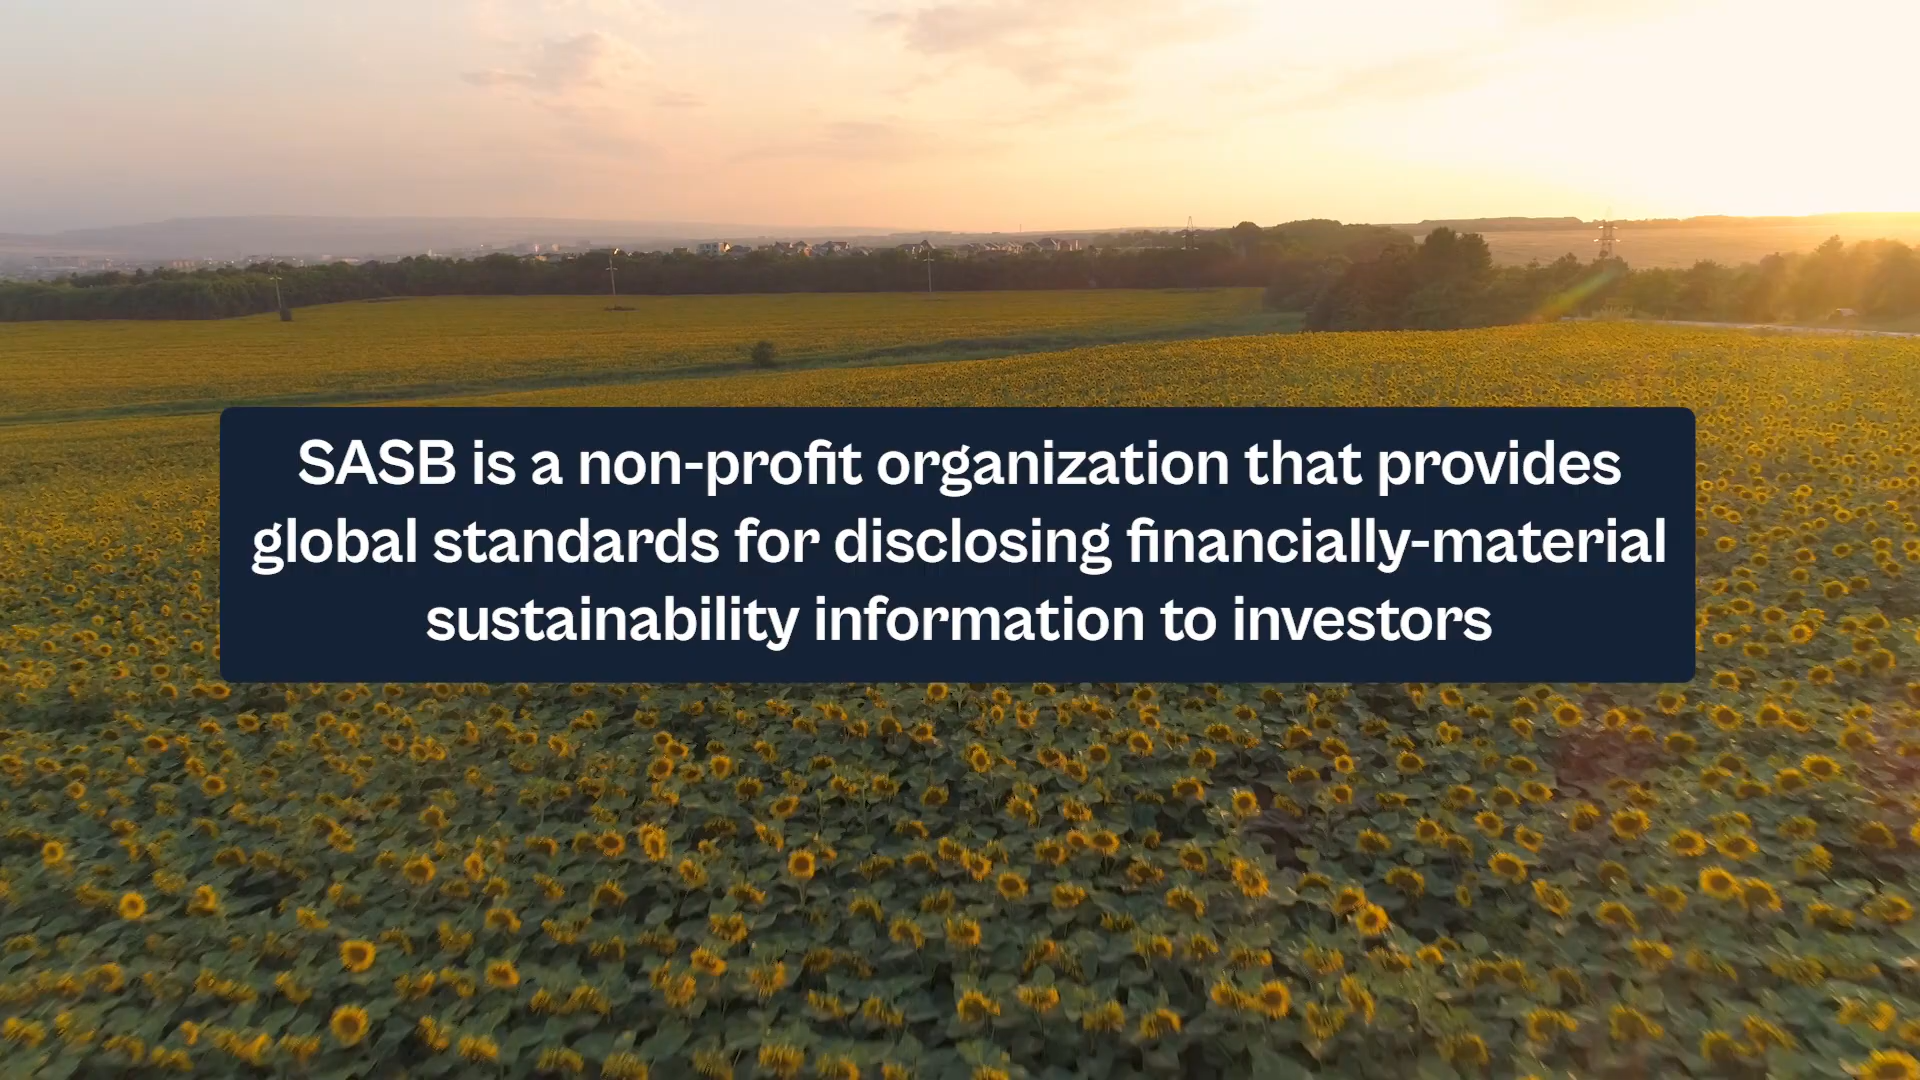 SASB is a non-profit organization that provides
global standards for disclosing financially-material
sustainability information to investors